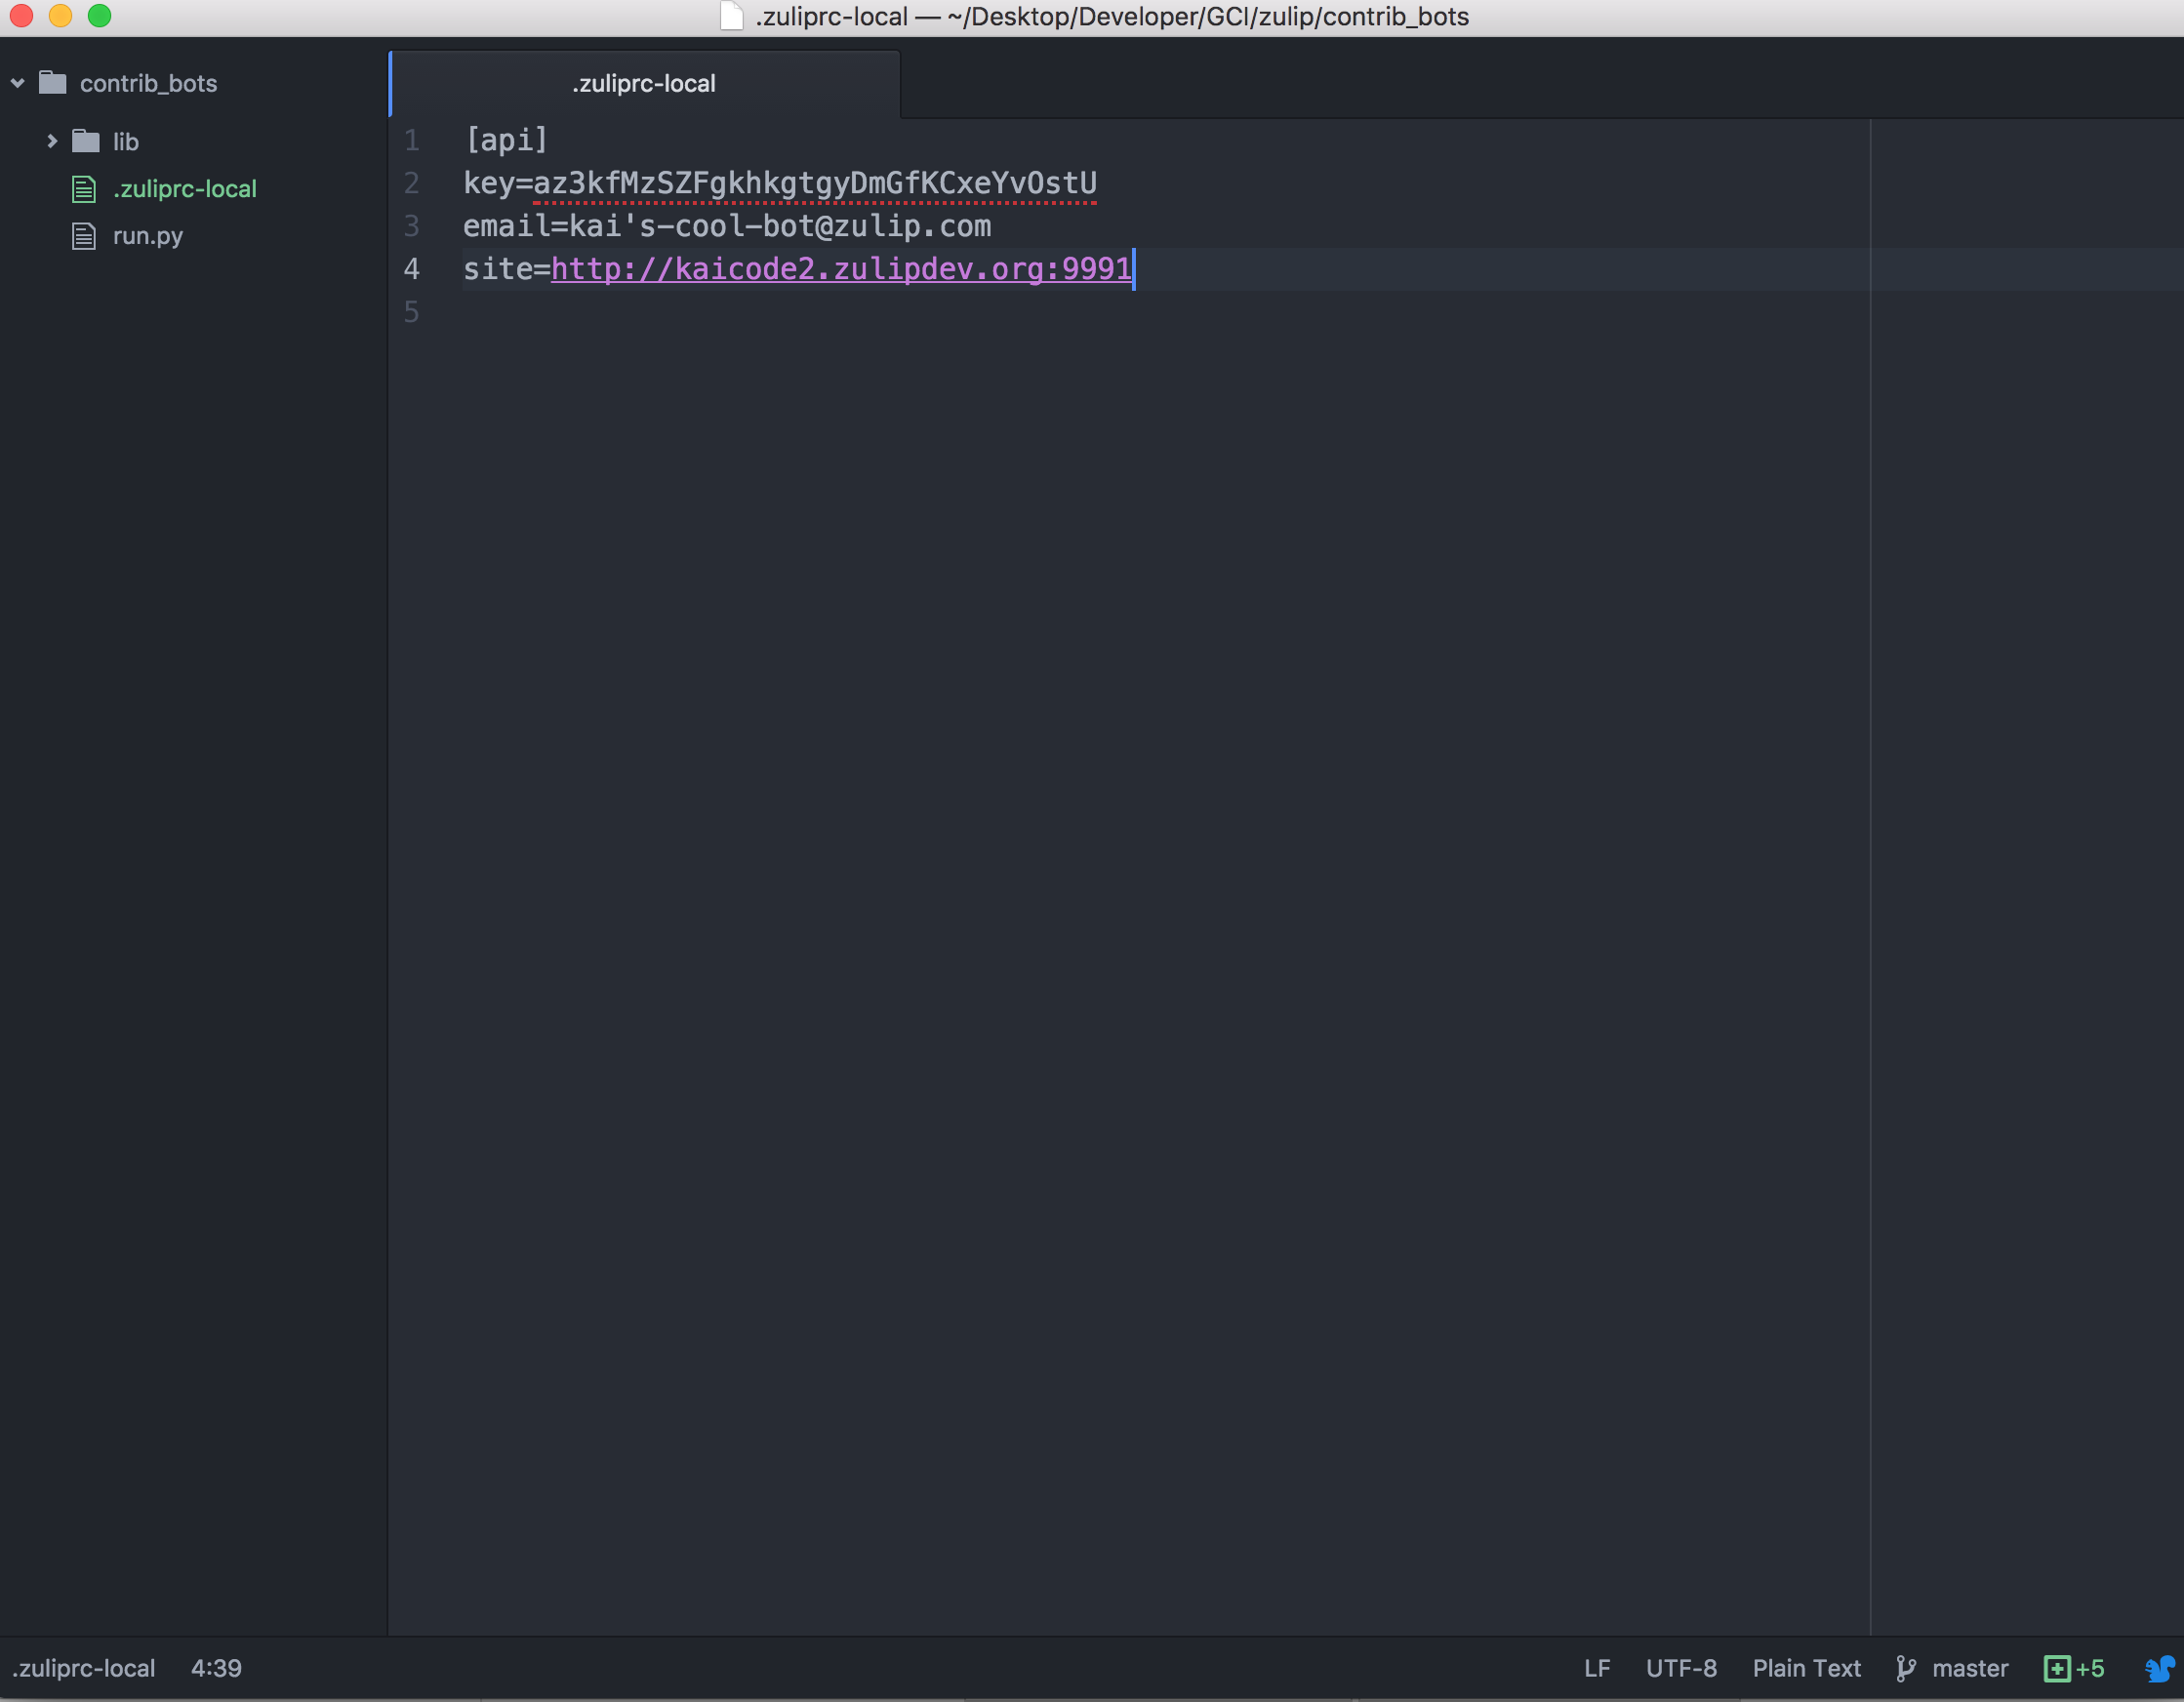 .zuliprc-local — ~/Desktop/Developer/GCI/zulip/contrib_bots
contrib_bots
lib
.zuliprc-local
run.py
.zuliprc-local
1 [api]
2 key=az3kfMzSZFgkhkgtgyDmGfKCxeYvOstU
3 email=kai's-cool-bot@zulip.com
4 site=http://kaicode2.zulipdev.org:9991
5
.zuliprc-local 4:39 LF UTF-8 Plain Text master +5